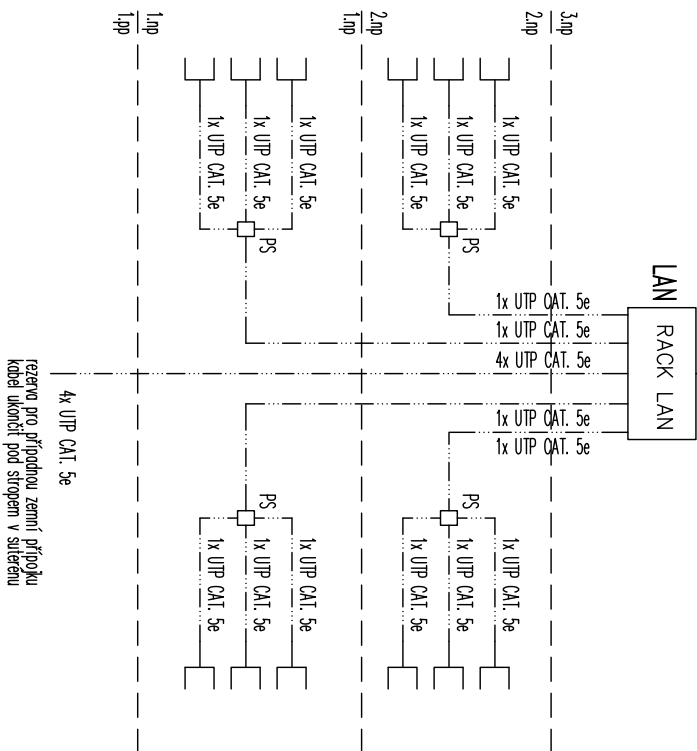 LAN
RACK LAN
3.np
2.np
1x UTP CAT. 5e
1x UTP CAT. 5e
4x UTP CAT. 5e
1x UTP CAT. 5e
1x UTP CAT. 5e
1x UTP CAT. 5e
1x UTP CAT. 5e
1x UTP CAT. 5e
PS
PS
1x UTP CAT. 5e
1x UTP CAT. 5e
1x UTP CAT. 5e
2.np
1.np
1x UTP CAT. 5e
1x UTP CAT. 5e
1x UTP CAT. 5e
PS
PS
1x UTP CAT. 5e
1x UTP CAT. 5e
1x UTP CAT. 5e
1.np
1.pp
4x UTP CAT. 5e
rezerva pro případnou zemní přípojku
kabel ukončit pod stropem v suterénu